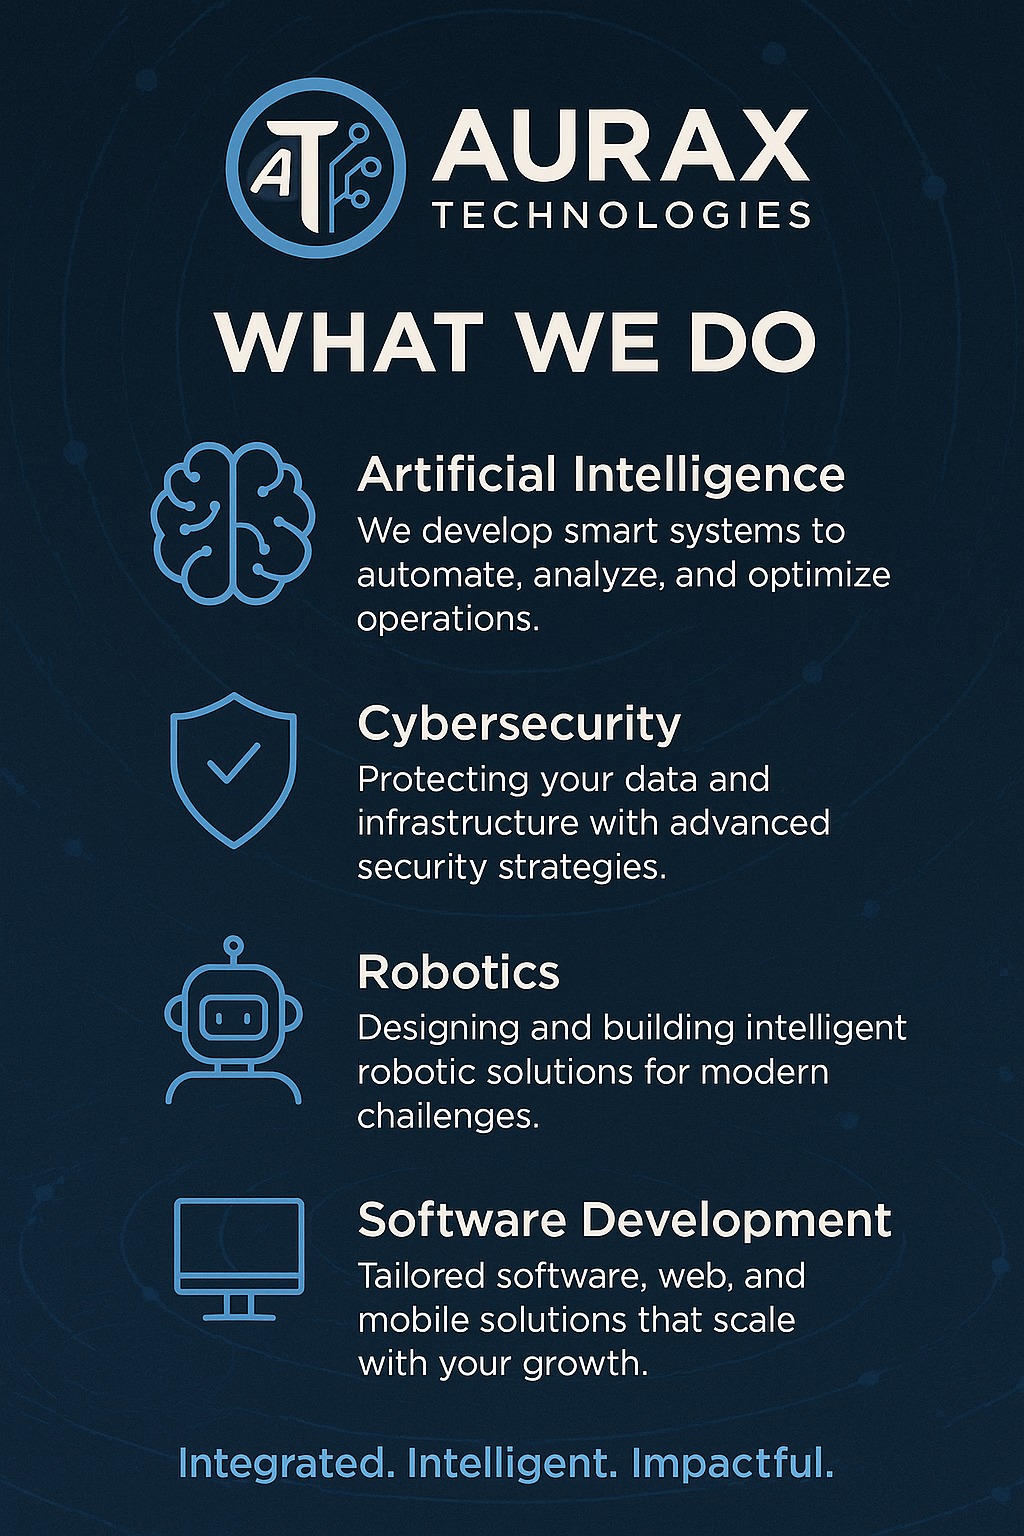 AT
AURAX
TECHNOLOGIES
WHAT WE DO
Artificial Intelligence
We develop smart systems to
automate, analyze, and optimize
operations.
Cybersecurity
Protecting your data and
infrastructure with advanced
security strategies.
Robotics
Designing and building intelligent
robotic solutions for modern
chailenges.
Software Development
Tailored software, web, and
mobile solutions that scale
with your growth.
Integrated. Intelligent. Impactful.